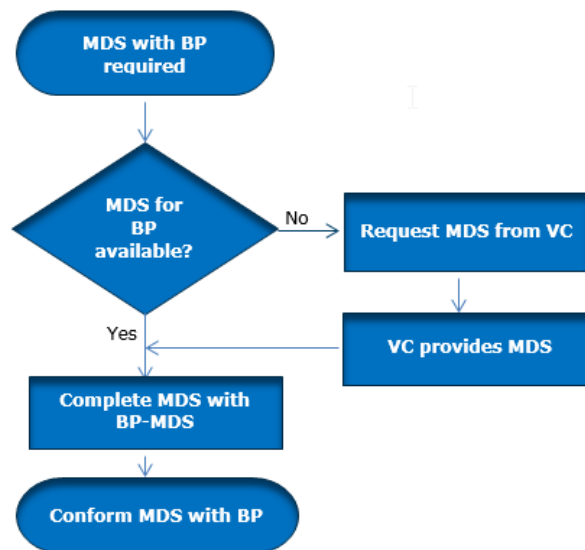 MDS with BP
required
MDS for
BP
available?
No
Request MDS from VC
Yes
VC provides MDS
Complete MDS with
BP-MDS
Conform MDS with BP